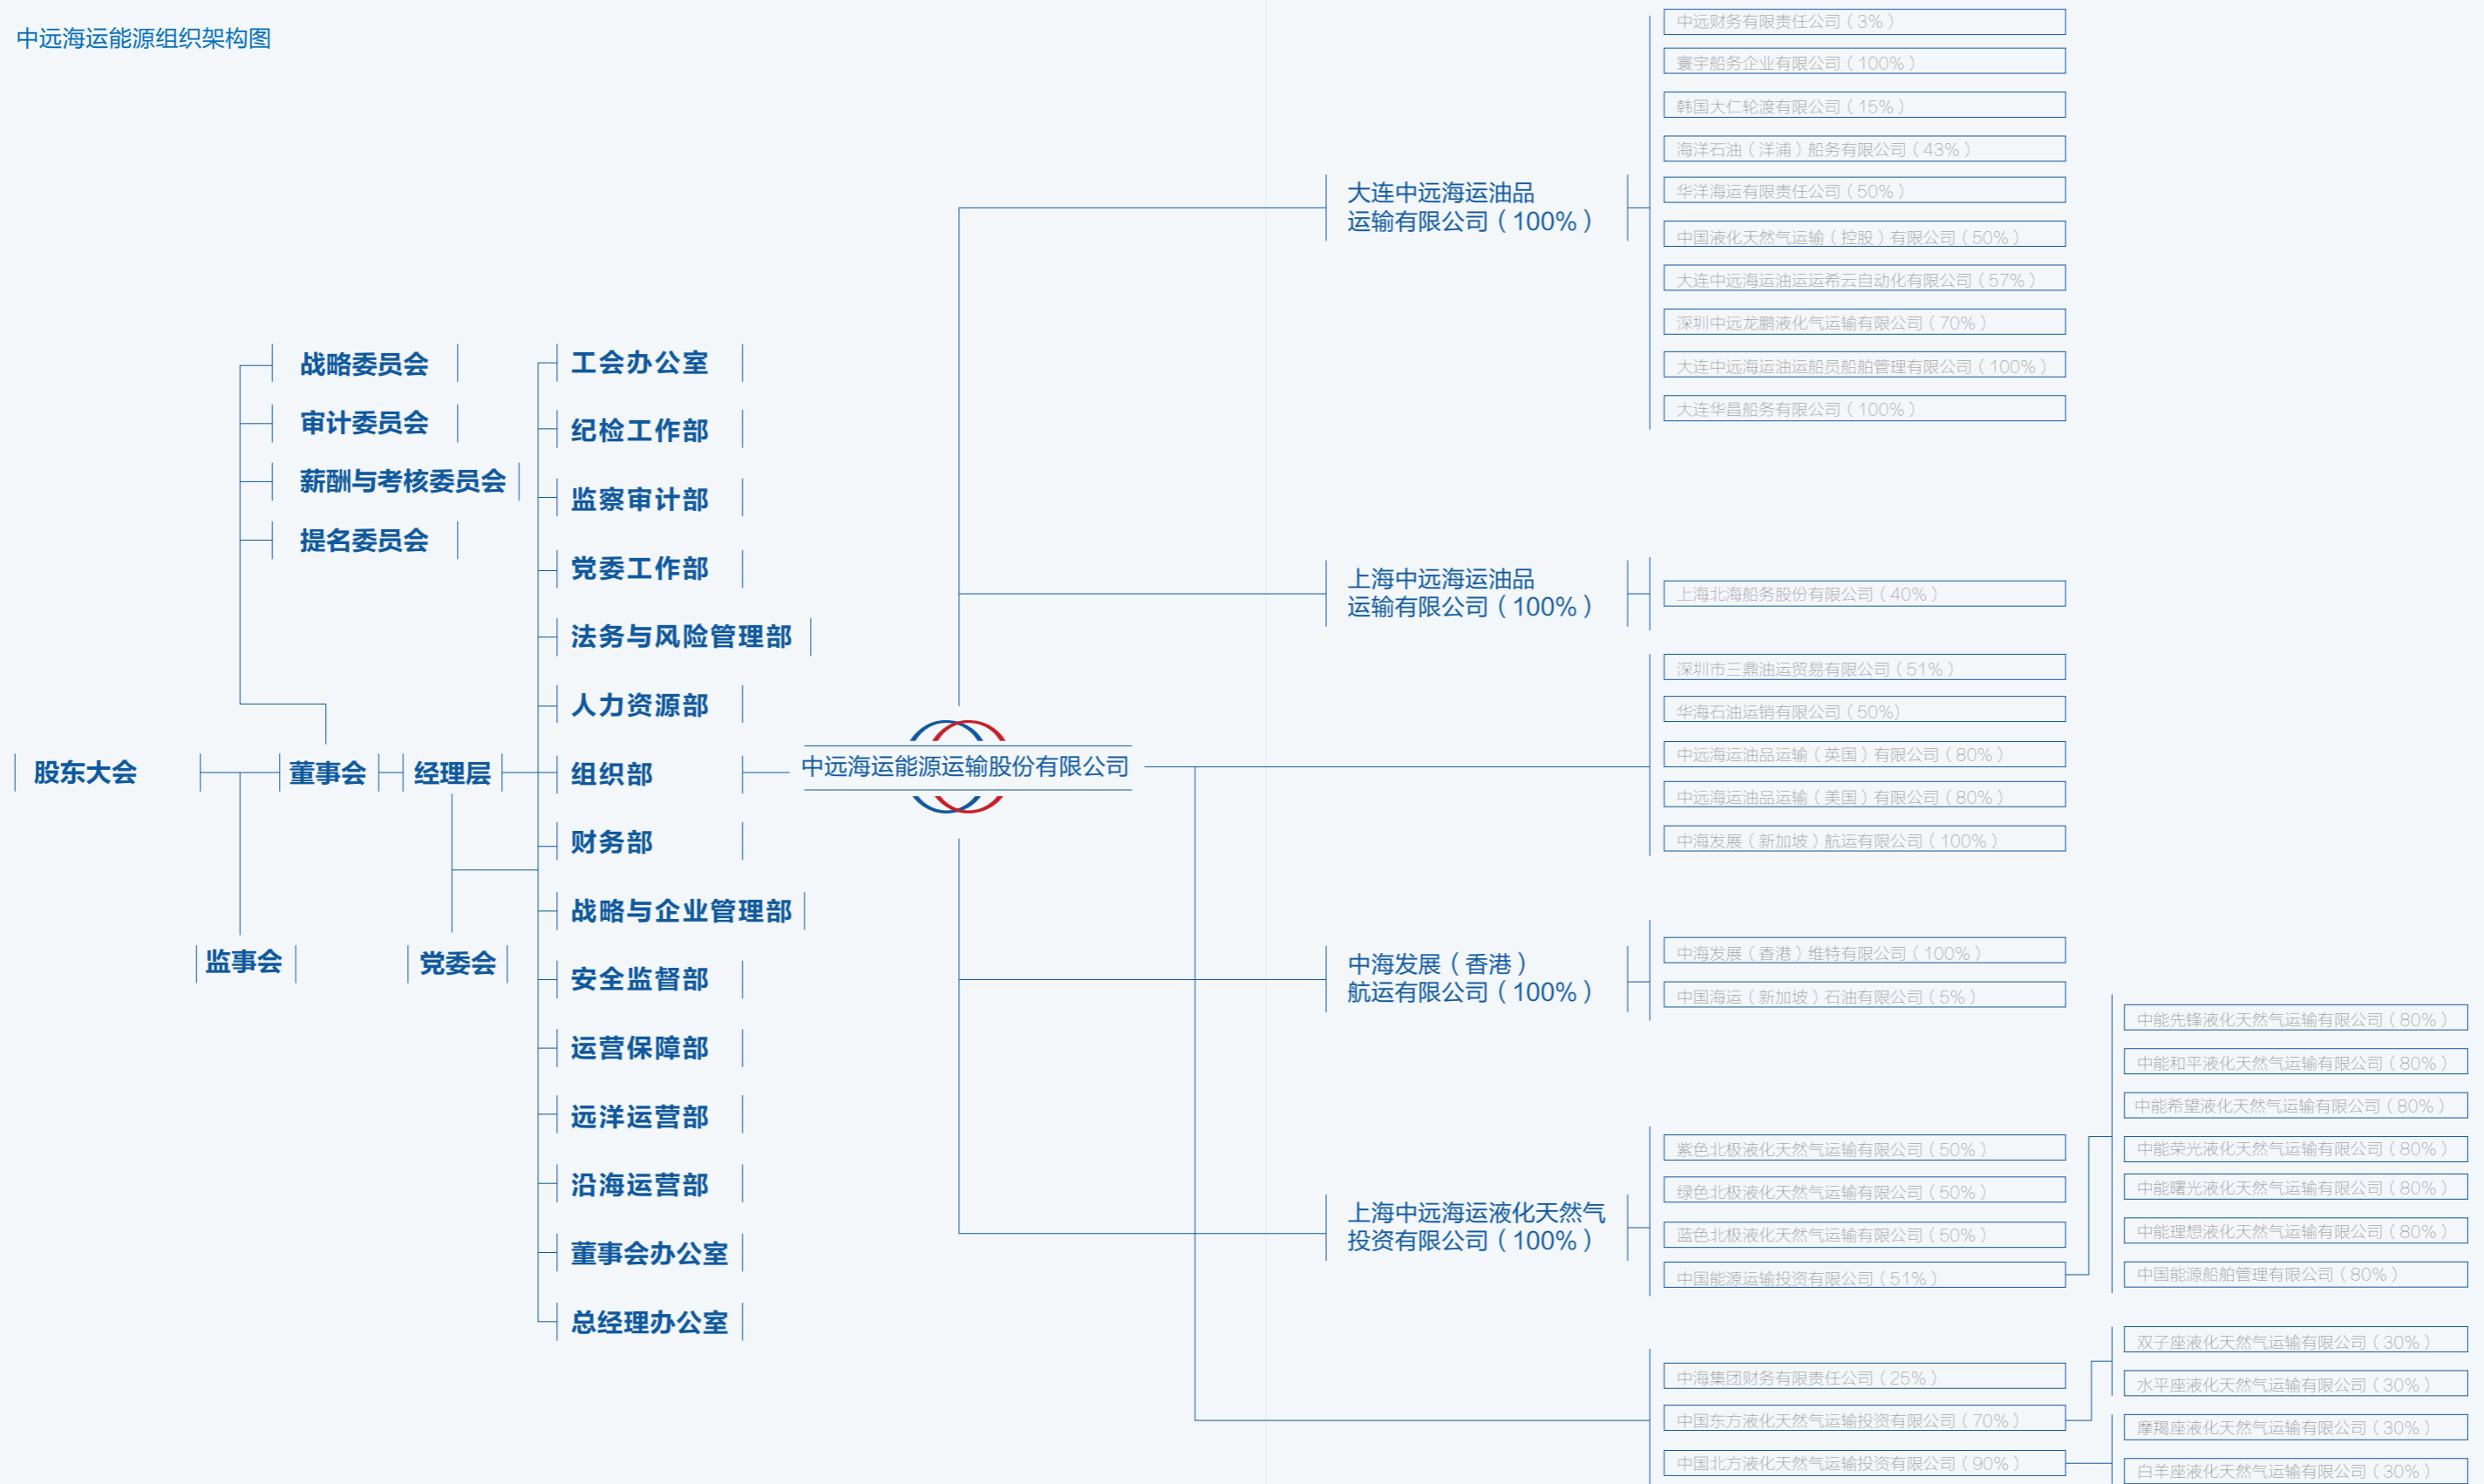 中远海运能源组织架构图
战略委员会
审计委员会
薪酬与考核委员会
提名委员会
股东大会
董事会
经理层
监事会
党委会
工会办公室
纪检工作部
监察审计部
党委工作部
法务与风险管理部
人力资源部
组织部
财务部
战略与企业管理部
安全监督部
运营保障部
远洋运营部
沿海运营部
董事会办公室
总经理办公室
中远海运能源运输股份有限公司
大连中远海运油品
运输有限公司（100%）
中远财务有限责任公司（3%）
寰宇船务企业有限公司（100%）
韩国大仁轮渡有限公司（15%）
海洋石油（洋浦）船务有限公司（43%）
华洋海运有限责任公司（50%）
中国液化天然气运输（控股）有限公司（50%）
大连中远海运油运运希云自动化有限公司（57%）
深圳中远龙鹏液化气运输有限公司（70%）
大连中远海运油运船员船舶管理有限公司（100%）
大连华昌船务有限公司（100%）
上海中远海运油品
运输有限公司（100%）
上海北海船务股份有限公司（40%）
深圳市三鼎油运贸易有限公司（51%）
华海石油运销有限公司（50%)
中远海运油品运输（英国）有限公司（80%）
中远海运油品运输（美国）有限公司（80%）
中海发展（新加坡）航运有限公司（100%）
中海发展（香港）
航运有限公司（100%）
中海发展（香港）维特有限公司（100%）
中国海运（新加坡）石油有限公司（5%）
上海中远海运液化天然气
投资有限公司（100%）
紫色北极液化天然气运输有限公司（50%）
绿色北极液化天然气运输有限公司（50%）
蓝色北极液化天然气运输有限公司（50%）
中国能源运输投资有限公司（51%）
中能先锋液化天然气运输有限公司（80%）
中能和平液化天然气运输有限公司（80%）
中能希望液化天然气运输有限公司（80%）
中能荣光液化天然气运输有限公司（80%）
中能曙光液化天然气运输有限公司（80%）
中能理想液化天然气运输有限公司（80%）
中国能源船舶管理有限公司（80%）
中海集团财务有限责任公司（25%）
中国东方液化天然气运输投资有限公司（70%）
中国北方液化天然气运输投资有限公司（90%）
双子座液化天然气运输有限公司（30%）
水平座液化天然气运输有限公司（30%）
摩羯座液化天然气运输有限公司（30%）
白羊座液化天然气运输有限公司（30%）